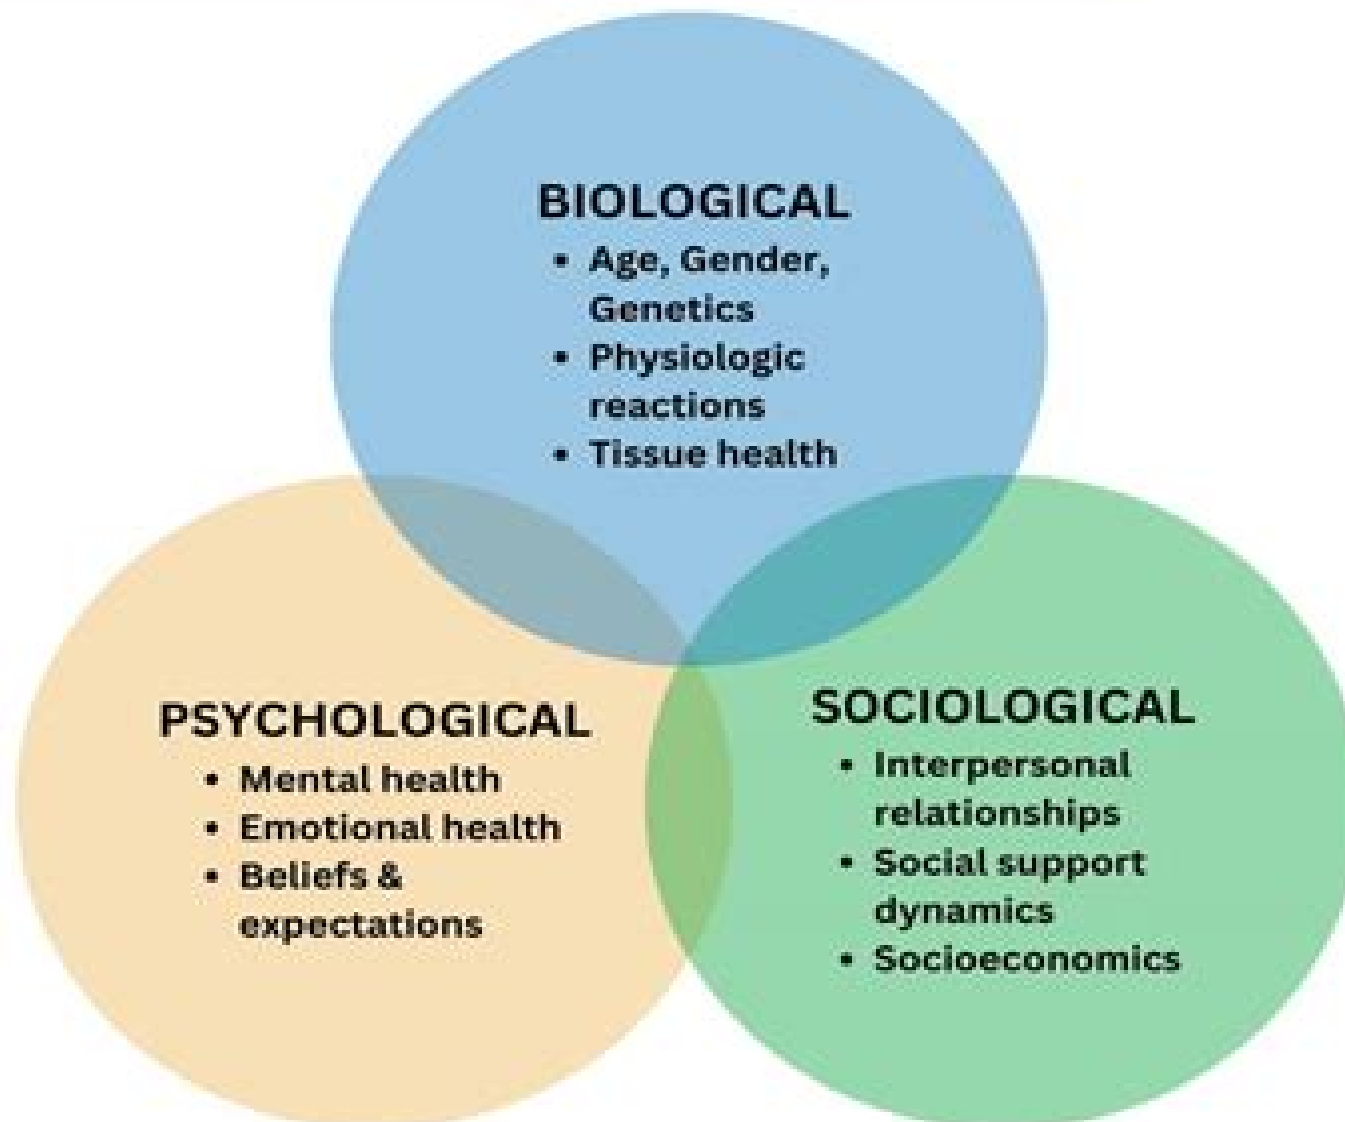 BIOLOGICAL
• Age, Gender,
Genetics
• Physiologic
reactions
• Tissue health
PSYCHOLOGICAL
• Mental health
• Emotional health
• Beliefs &
expectations
SOCIOLOGICAL
• Interpersonal
relationships
• Social support
dynamics
• Socioeconomics